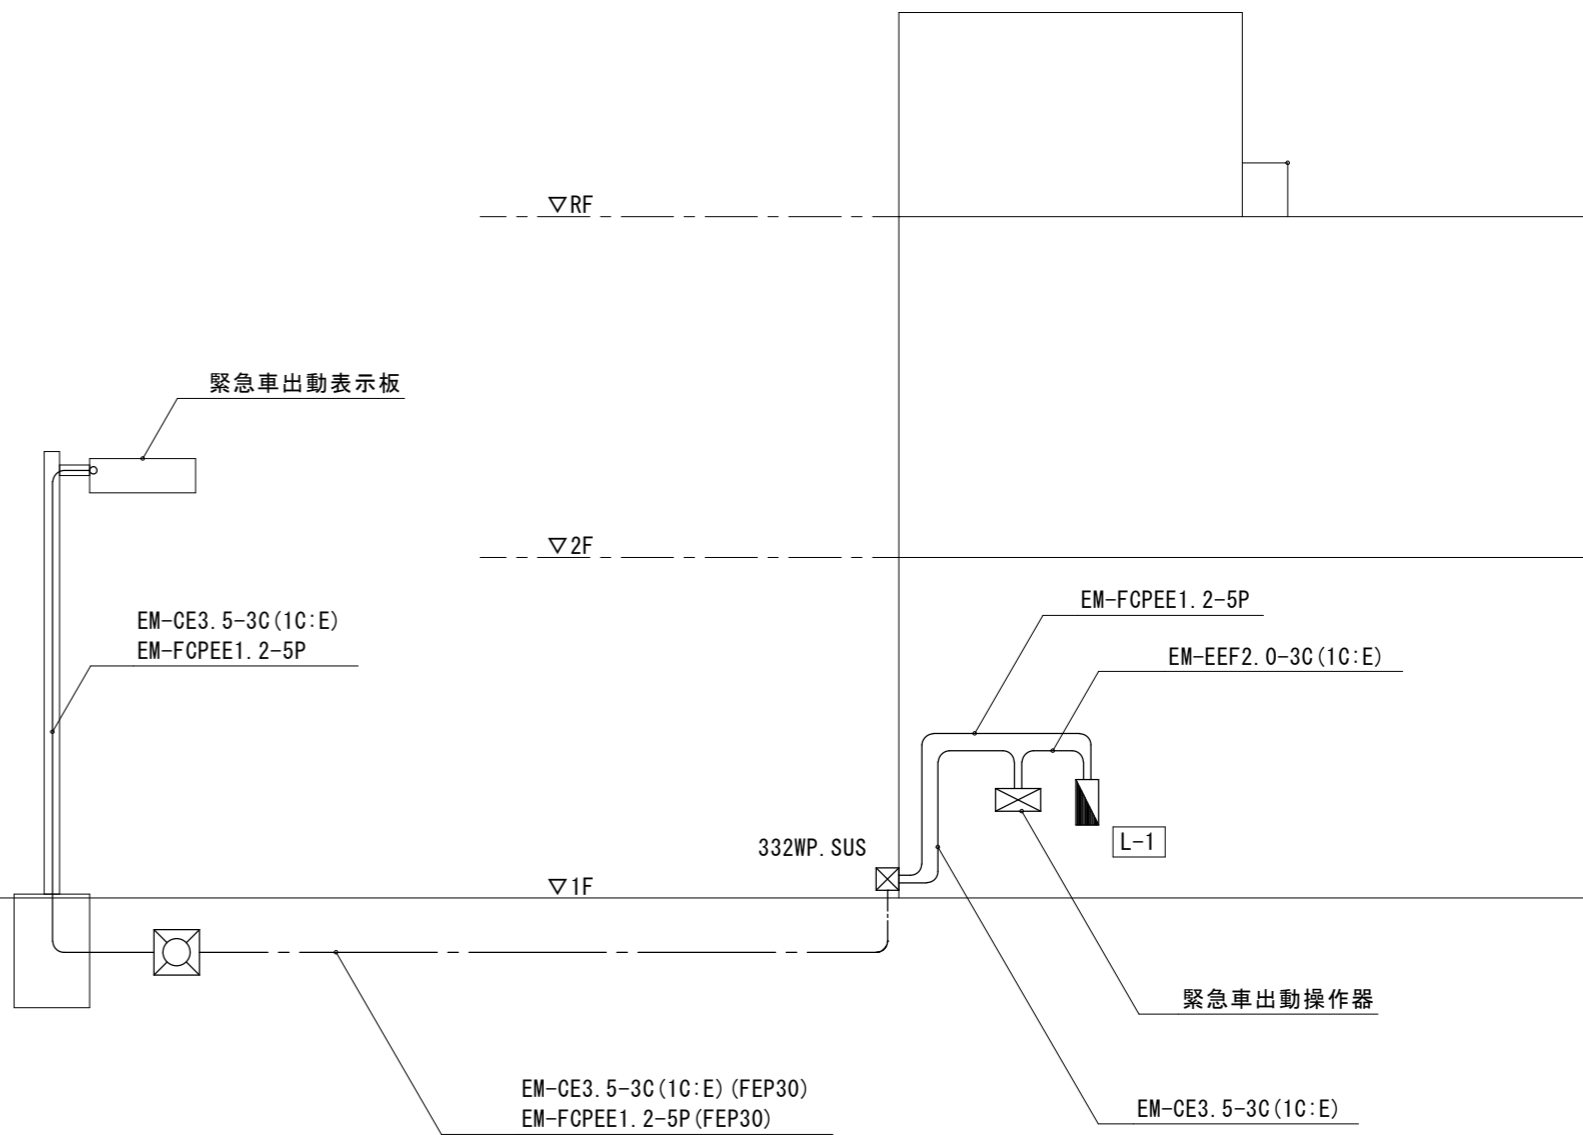 ▽RF
緊急車出動表示板
▽2F
EM-CE3.5-3C(1C:E)
EM-FCPEE1.2-5P
EM-FCPEE1.2-5P
EM-EEF2.0-3C(1C:E)
332WP.SUS
L-1
▽1F
緊急車出動操作器
EM-CE3.5-3C(1C:E)(FEP30)
EM-FCPEE1.2-5P(FEP30)
EM-CE3.5-3C(1C:E)